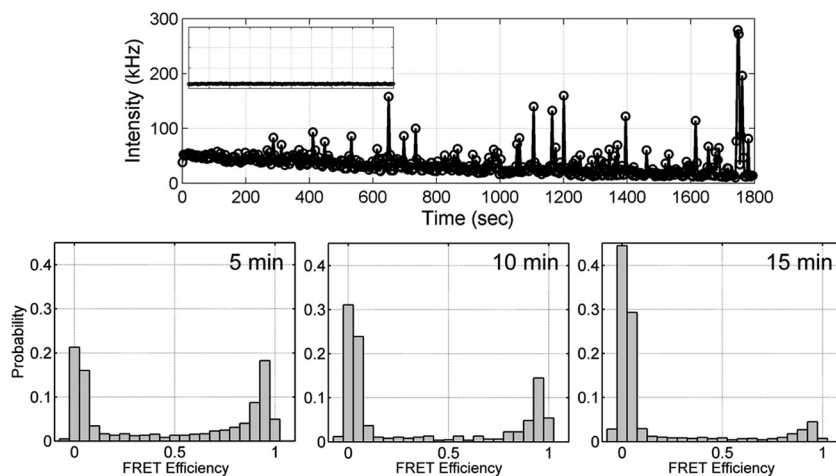 300
200
100
0
Intensity (kHz)
0 200 400 600 800 1000 1200 1400 1600 1800
Time (sec)
5 min 10 min 15 min
0.4 0.4 0.4
0.3 0.3 0.3
0.2 0.2 0.2
0.1 0.1 0.1
0 0 0
Probability
0 0.5 1 0 0.5 1 0 0.5 1
FRET Efficiency FRET Efficiency FRET Efficiency